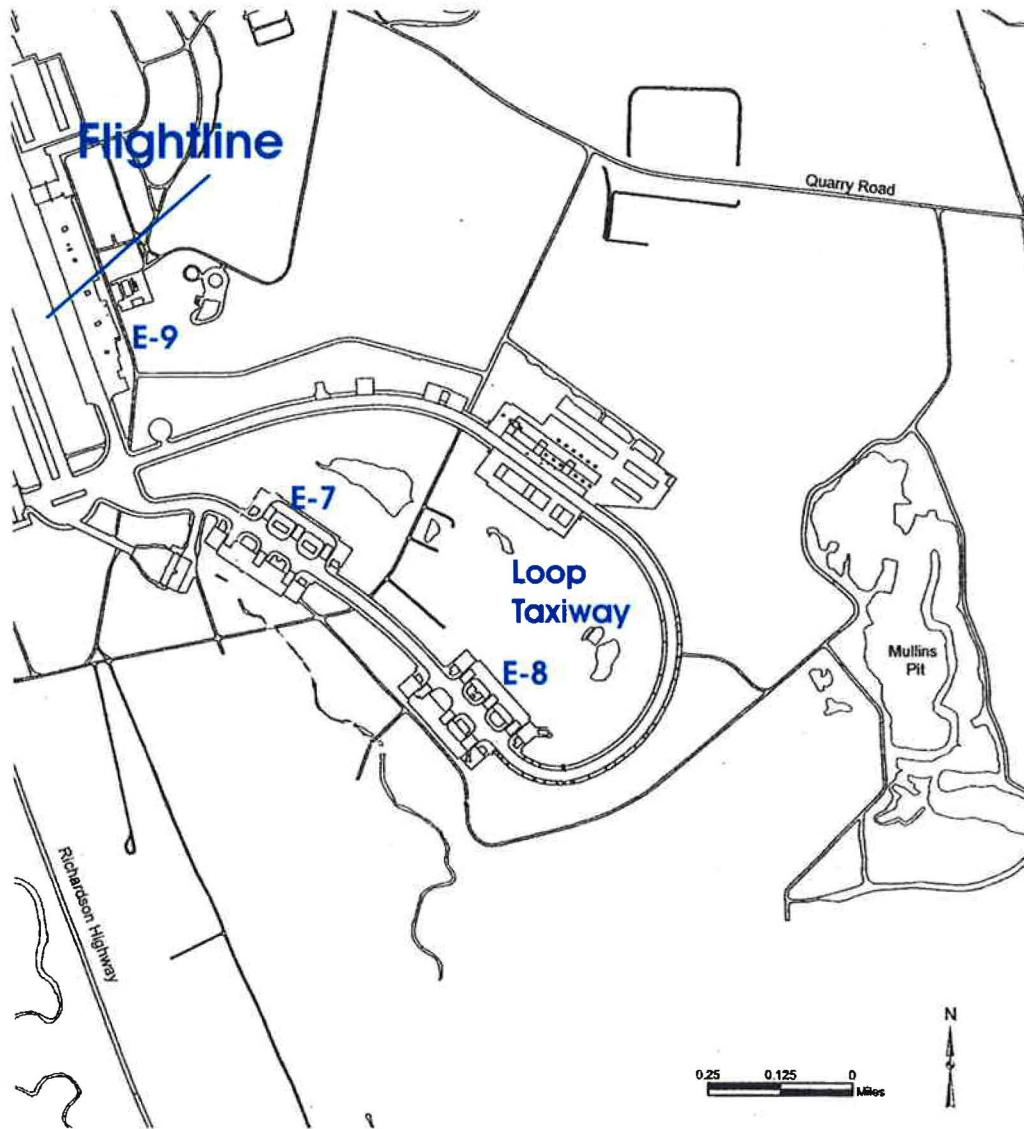 Flightline
Quarry Road
E-9
E-7
Loop
Taxiway
Mullins
Pit
E-8
Richardson Highway
N
0.25 0.125 0
Miles